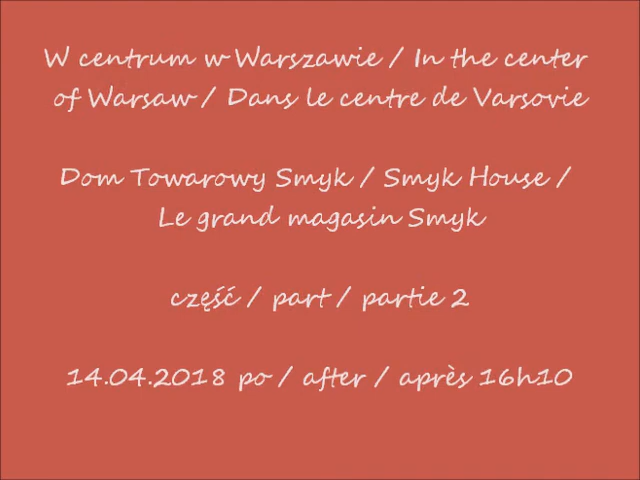 W centrum w Warszawie / In the center
of Warsaw / Dans le centre de Varsovie
Dom Towarowy Smyk / Smyk House /
Le grand magasin Smyk
część / part / partie 2
14.04.2018 po / after / après 16h10